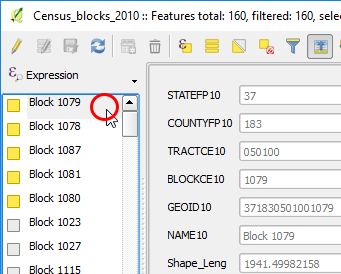 Census_blocks_2010 :: Features total: 160, filtered: 160, sele
Expression
Block 1079
Block 1078
Block 1087
Block 1081
Block 1080
Block 1023
Block 1027
Block 1115
STATEFP10 37
COUNTYFP10 183
TRACTCE10 050100
BLOCKCE10 1079
GEOID10 371830501001079
NAME10 Block 1079
Shape_Leng 1941.49982158